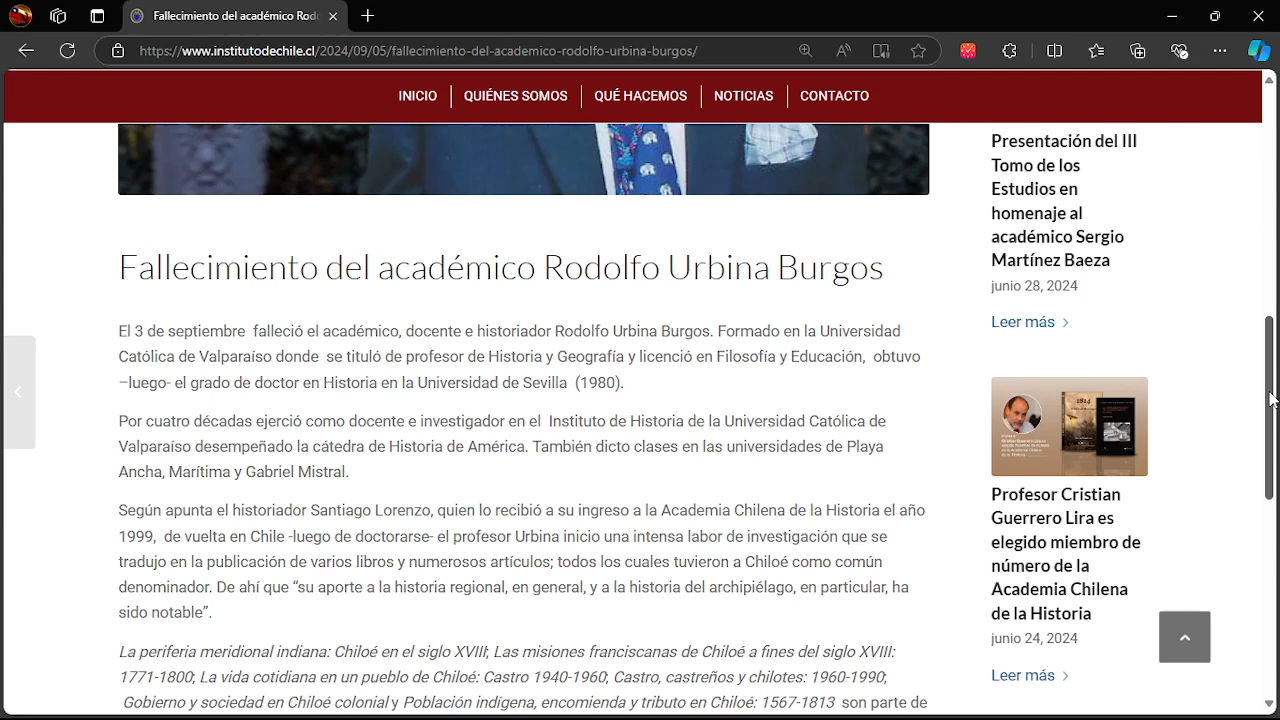 Fallecimiento del académico Rodo
https://www.institutodechile.cl/2024/09/05/fallecimiento-del-academico-rodolfo-urbina-burgos/
INICIO
QUIÉNES SOMOS
QUÉ HACEMOS
NOTICIAS
CONTACTO
Fallecimiento del académico Rodolfo Urbina Burgos
El 3 de septiembre falleció el académico, docente e historiador Rodolfo Urbina Burgos. Formado en la Universidad
Católica de Valparaíso donde se tituló de profesor de Historia y Geografía y licenció en Filosofía y Educación, obtuvo
–luego- el grado de doctor en Historia en la Universidad de Sevilla (1980).
Por cuatro décadas ejerció como docente e investigador en el Instituto de Historia de la Universidad Católica de
Valparaíso desempeñado la cátedra de Historia de América. También dicto clases en las universidades de Playa
Ancha, Marítima y Gabriel Mistral.
Según apunta el historiador Santiago Lorenzo, quien lo recibió a su ingreso a la Academia Chilena de la Historia el año
1999, de vuelta en Chile -luego de doctorarse- el profesor Urbina inicio una intensa labor de investigación que se
tradujo en la publicación de varios libros y numerosos artículos; todos los cuales tuvieron a Chiloé como común
denominador. De ahí que “su aporte a la historia regional, en general, y a la historia del archipiélago, en particular, ha
sido notable”.
La periferia meridional indiana: Chiloé en el siglo XVIII; Las misiones franciscanas de Chiloé a fines del siglo XVIII:
1771-1800; La vida cotidiana en un pueblo de Chiloé: Castro 1940-1960; Castro, castreños y chilotes: 1960-1990;
Gobierno y sociedad en Chiloé colonial y Población indígena, encomienda y tributo en Chiloé: 1567-1813 son parte de
Presentación del III
Tomo de los
Estudios en
homenaje al
académico Sergio
Martínez Baeza
junio 28, 2024
Leer más
1814
Profesor Cristian
Guerrero Lira es
elegido miembro de
número de la
Academia Chilena
de la Historia
junio 24, 2024
Leer más